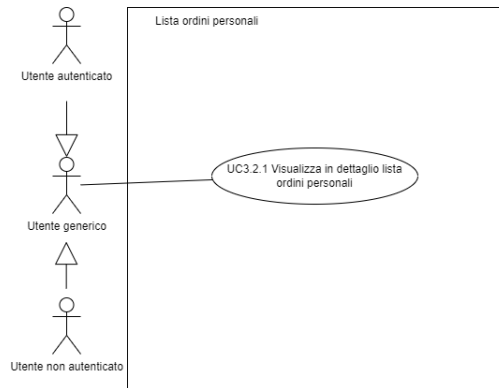 Lista ordini personali
Utente autenticato
UC3.2.1 Visualizza in dettaglio lista
ordini personali
Utente generico
Utente non autenticato